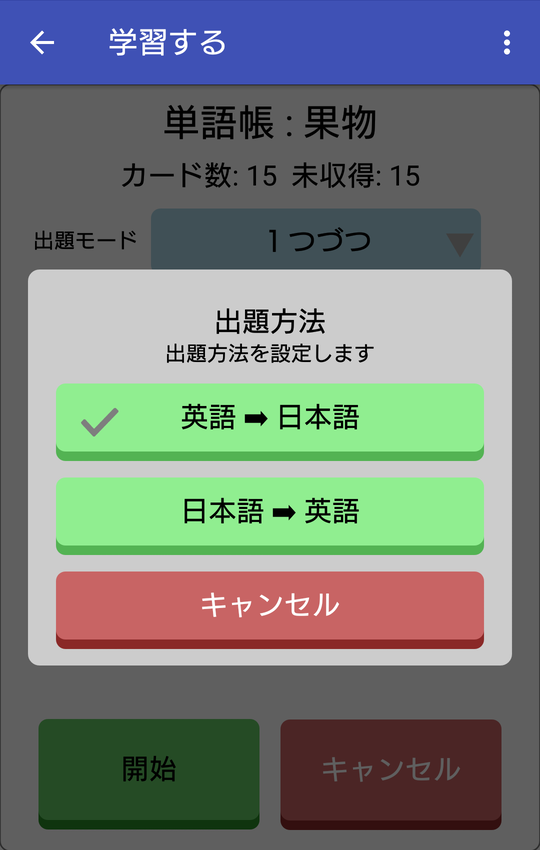 学習する
単語帳 : 果物
カード数: 15 未収得: 15
出題モード 1 つづつ
出題方法
出題方法を設定します
英語 ➡ 日本語
日本語 ➡ 英語
キャンセル
開始 キャンセル